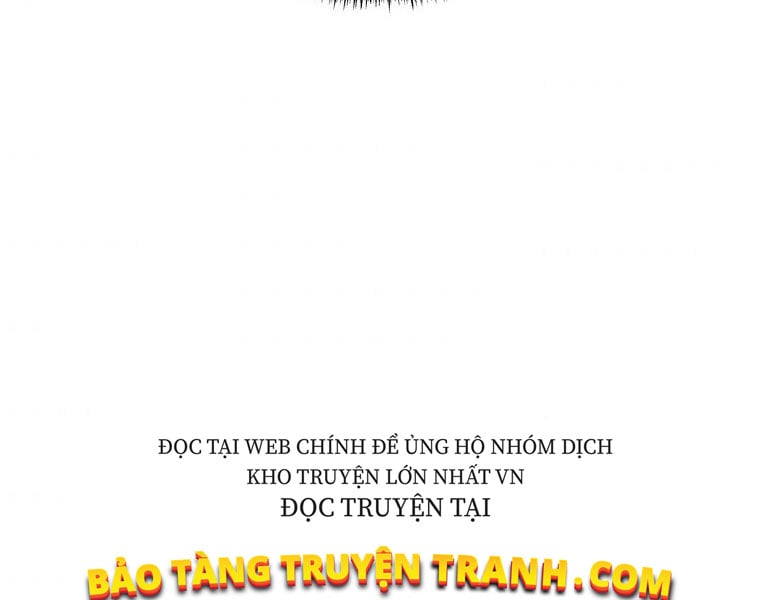 ĐỌC TẠI WEB CHÍNH ĐỂ ỦNG HỘ NHÓM DỊCH
KHO TRUYỆN LỚN NHẤT VN
ĐỌC TRUYỆN TẠI
BẢO TÀNG TRUYỆN TRANH.COM